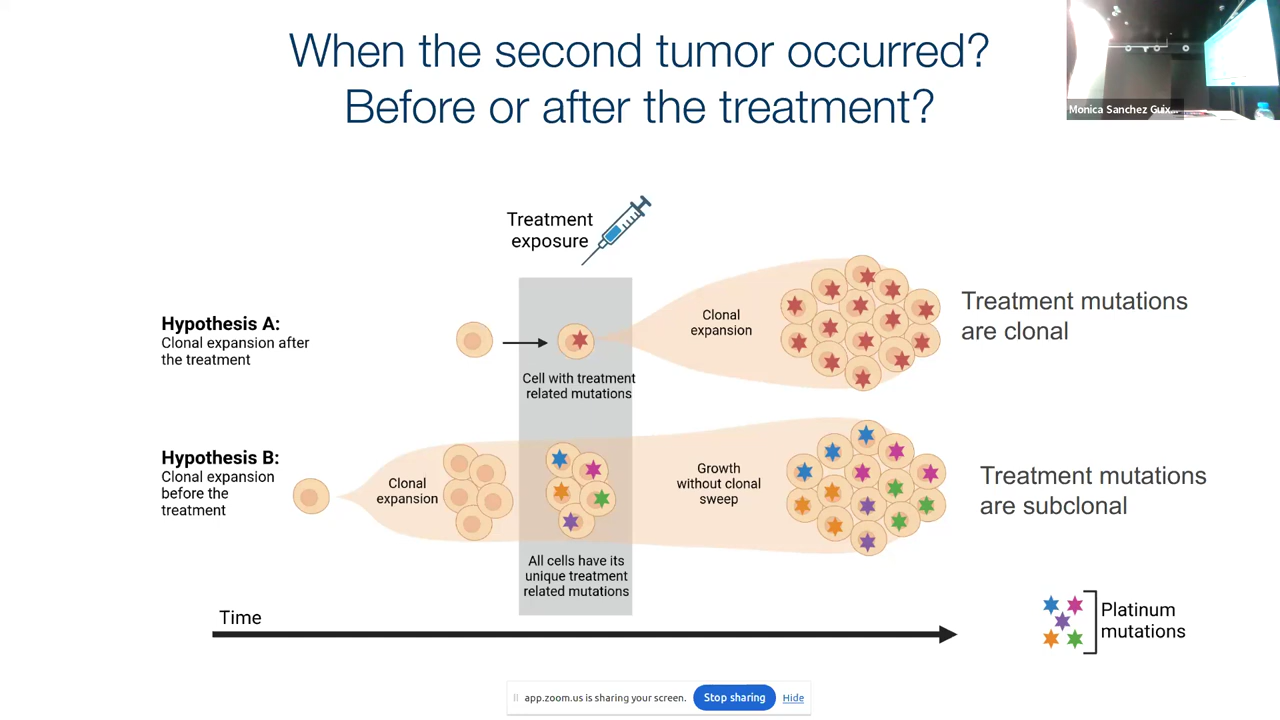 When the second tumor occurred?
Before or after the treatment?
Monica Sanchez Guix...
Treatment
exposure
Hypothesis A:
Clonal expansion after
the treatment
Cell with treatment
related mutations
Clonal
expansion
Treatment mutations
are clonal
Hypothesis B:
Clonal expansion
before the
treatment
Clonal
expansion
All cells have its
unique treatment
related mutations
Growth
without clonal
sweep
Treatment mutations
are subclonal
Time
Platinum
mutations
app.zoom.us is sharing your screen.
Stop sharing
Hide